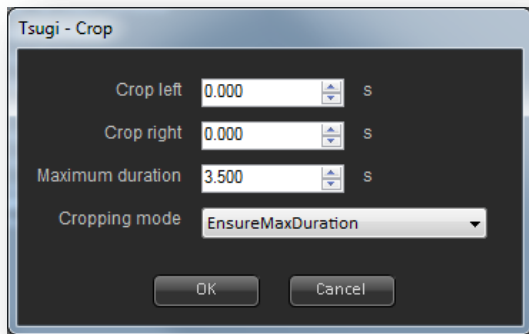 Tsugi - Crop
Crop left 0.000 s
Crop right 0.000 s
Maximum duration 3.500 s
Cropping mode EnsureMaxDuration
OK Cancel